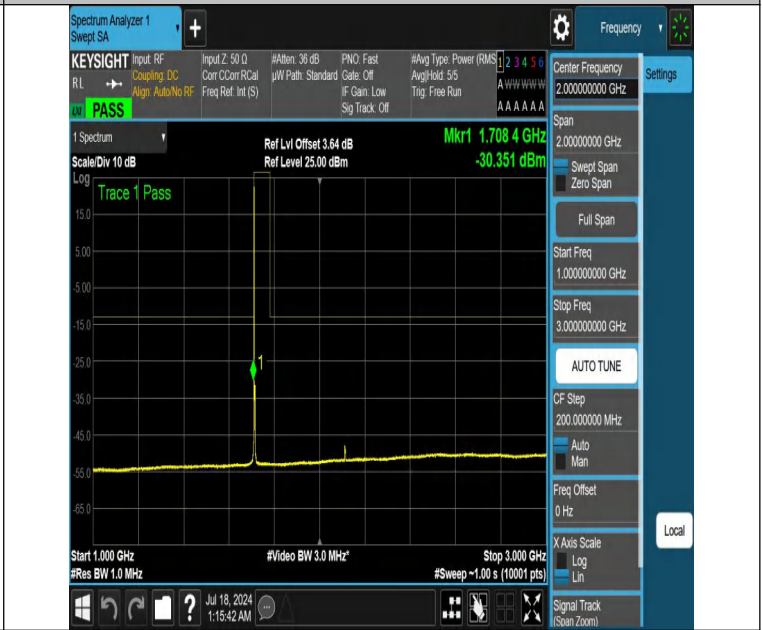 Spectrum Analyzer 1
Swept SA
+
Frequency
KEYSIGHT
RL
PASS
Input: RF
Coupling: DC
Align: Auto/No RF
Input Z: 50 Ω
Corr CCorr RCal
Freq Ref: Int (S)
#Atten: 36 dB
µW Path: Standard
PNO: Fast
Gate: Off
IF Gain: Low
Sig Track: Off
#Avg Type: Power (RMS
Avg|Hold: 5/5
Trig: Free Run
1 2 3 4 5 6
A W W W W W
A A A A A A
1 Spectrum
Scale/Div 10 dB
Log
Ref Lvl Offset 3.64 dB
Ref Level 25.00 dBm
Mkr1 1.708 4 GHz
-30.351 dBm
Trace 1 Pass
15.0
5.00
-5.00
-15.0
-25.0
-35.0
-45.0
-55.0
-65.0
1
Start 1.000 GHz
#Res BW 1.0 MHz
#Video BW 3.0 MHz*
Stop 3.000 GHz
#Sweep ~1.00 s (10001 pts)
Center Frequency
2.000000000 GHz
Settings
Span
2.00000000 GHz
Swept Span
Zero Span
Full Span
Start Freq
1.000000000 GHz
Stop Freq
3.000000000 GHz
AUTO TUNE
CF Step
200.000000 MHz
Auto
Man
Freq Offset
0 Hz
X Axis Scale
Log
Lin
Local
Signal Track
(Span Zoom)
?
Jul 18, 2024
1:15:42 AM